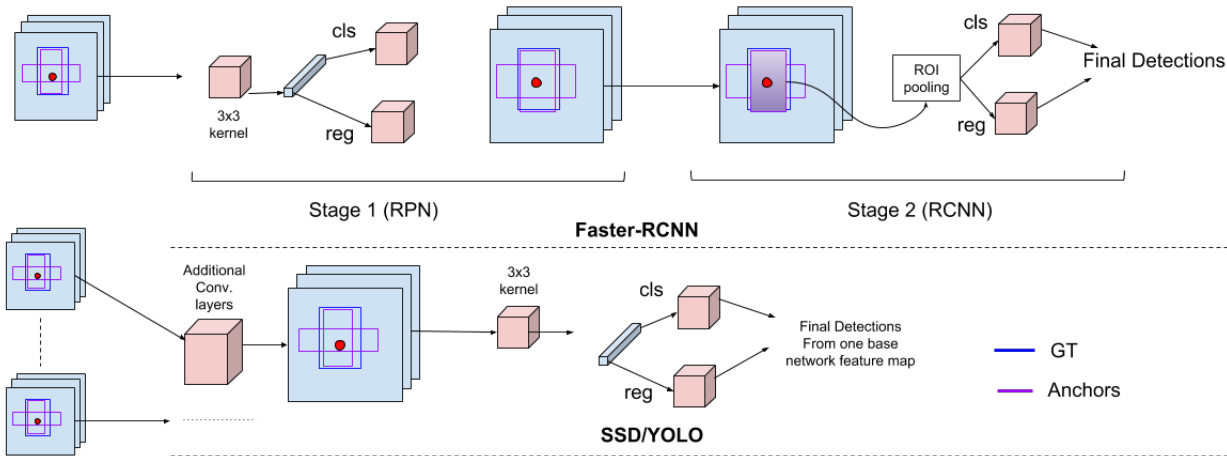 cls
3x3
kernel
reg
Stage 1 (RPN)
cls
ROI
pooling
reg
Final Detections
Stage 2 (RCNN)
Faster-RCNN
Additional
Conv.
layers
3x3
kernel
cls
reg
Final Detections
From one base
network feature map
GT
Anchors
SSD/YOLO